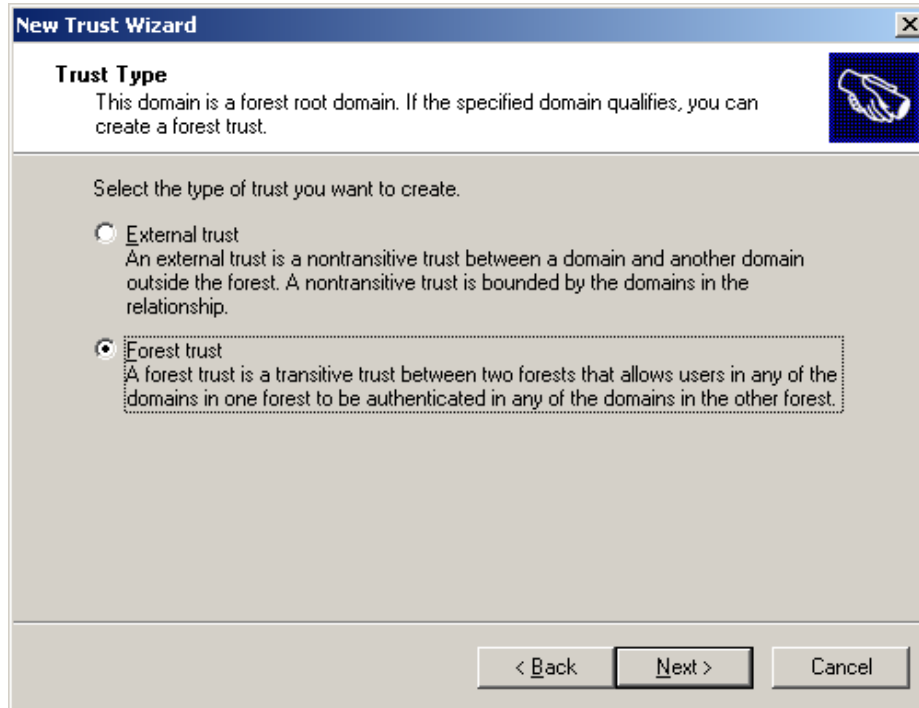 New Trust Wizard
Trust Type
This domain is a forest root domain. If the specified domain qualifies, you can
create a forest trust.
Select the type of trust you want to create.
External trust
An external trust is a nontransitive trust between a domain and another domain
outside the forest. A nontransitive trust is bounded by the domains in the
relationship.
Forest trust
A forest trust is a transitive trust between two forests that allows users in any of the
domains in one forest to be authenticated in any of the domains in the other forest.
< Back Next > Cancel